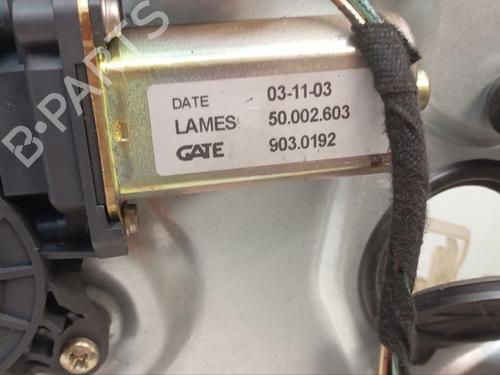 B-PARTS
DATE 03-11-03
LAMES 50.002.603
GATE 903.0192